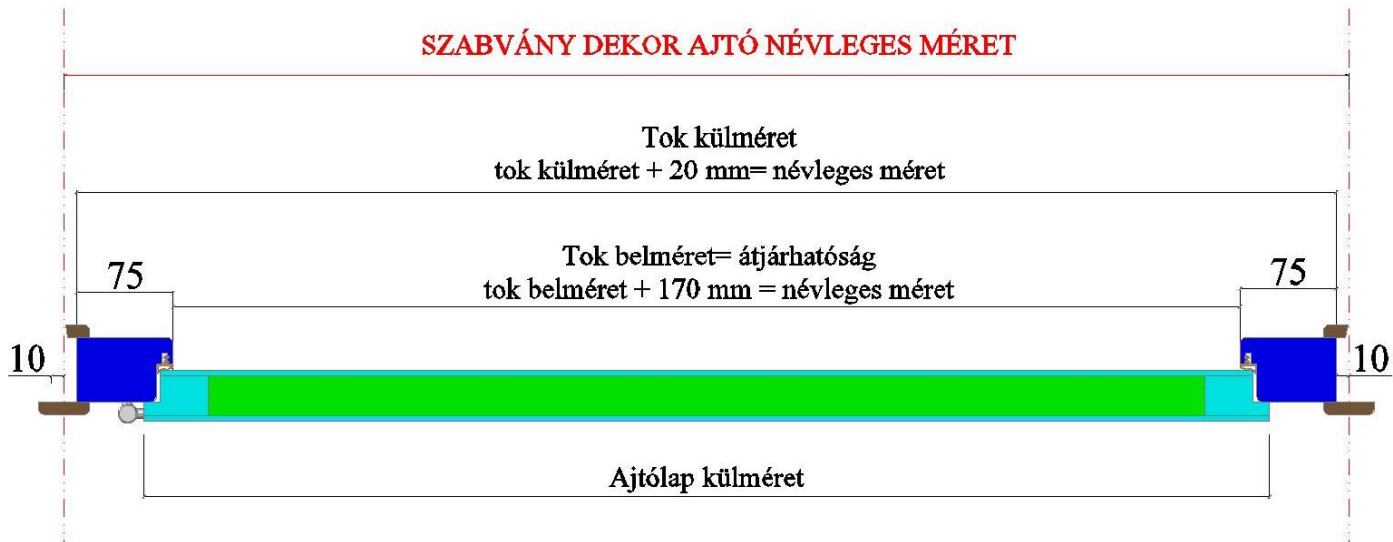 SZABVÁNY DEKOR AJTÓ NÉVLEGES MÉRET
Tok külméret
tok külméret + 20 mm= névleges méret
Tok belméret= átjárhatóság
tok belméret + 170 mm = névleges méret
75
75
10
10
Ajtólap külméret